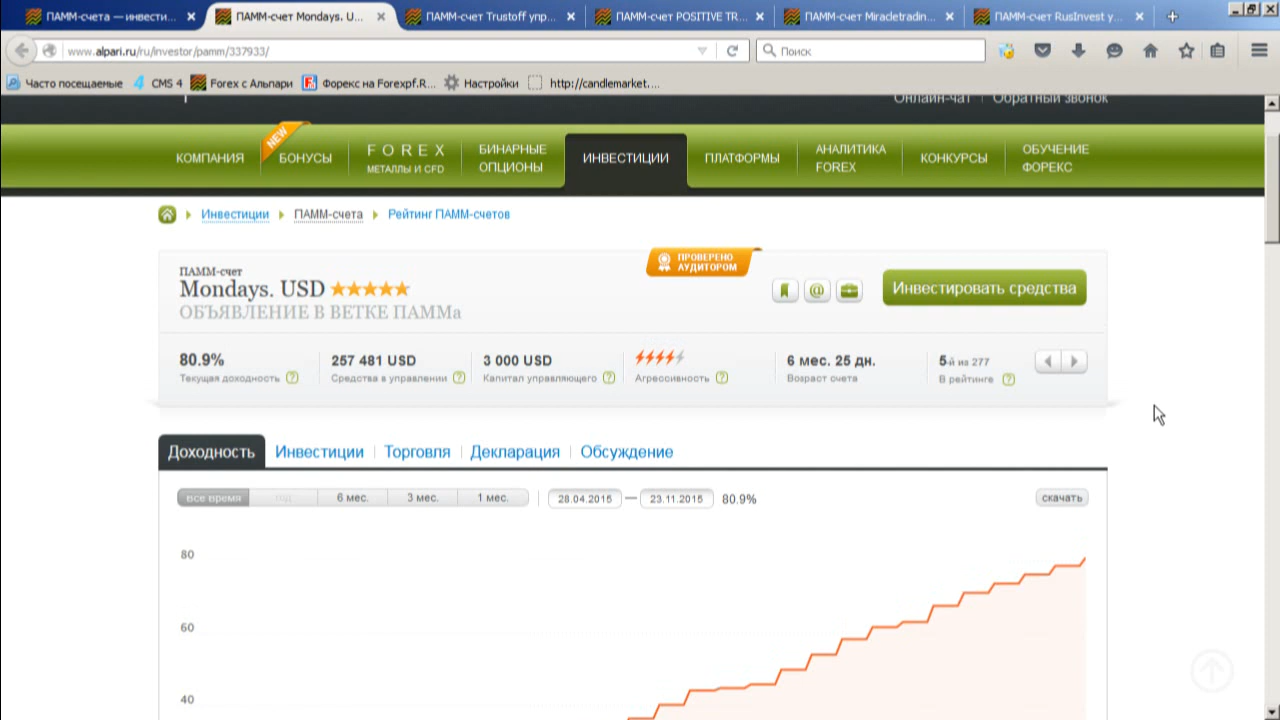 ПАММ-счета — инвести...
ПАММ-счет Mondays. U...
ПАММ-счет Trustoff упр...
ПАММ-счет POSITIVE TR...
ПАММ-счет Miracletradin...
ПАММ-счет RusInvest у...
www.alpari.ru/ru/investor/pamm/337933/
Поиск
Часто посещаемые
CMS 4
Forex с Альпари
Форекс на Forexpf.R...
Настройки
http://candlemarket....
Онлайн-чат
Обратный звонок
КОМПАНИЯ
NEW
БОНУСЫ
FOREX
МЕТАЛЛЫ И CFD
БИНАРНЫЕ
ОПЦИОНЫ
ИНВЕСТИЦИИ
ПЛАТФОРМЫ
АНАЛИТИКА
FOREX
КОНКУРСЫ
ОБУЧЕНИЕ
ФОРЕКС
Инвестиции
ПАММ-счета
Рейтинг ПАММ-счетов
ПАММ-счет
Mondays. USD
ОБЪЯВЛЕНИЕ В ВЕТКЕ ПАММа
ПРОВЕРЕНО
АУДИТОРОМ
Инвестировать средства
80.9%
Текущая доходность ?
257 481 USD
Средства в управлении ?
3 000 USD
Капитал управляющего ?
Агрессивность ?
6 мес. 25 дн.
Возраст счета
5-й из 277
В рейтинге ?
Доходность
Инвестиции
Торговля
Декларация
Обсуждение
все время
год
6 мес.
3 мес.
1 мес.
28.04.2015 — 23.11.2015 80.9%
скачать
80
60
40